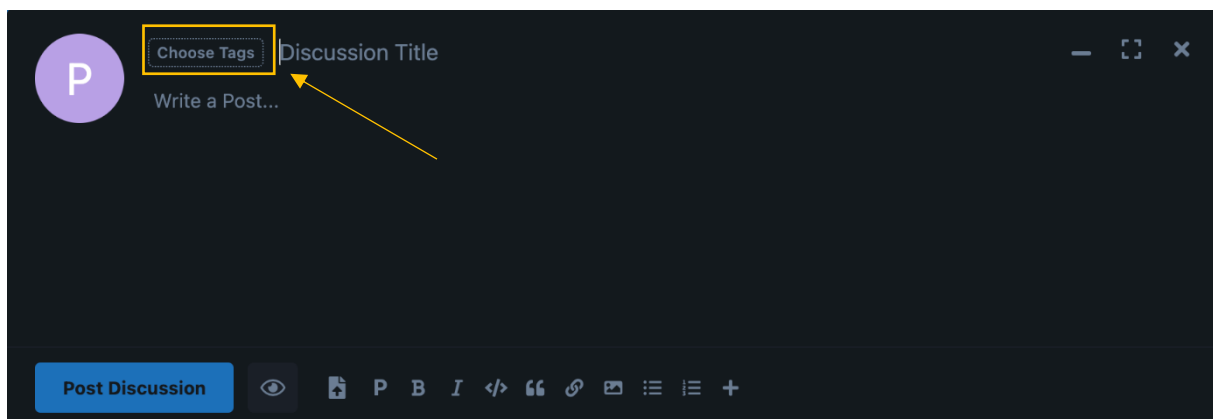 P
Choose Tags Discussion Title
Write a Post...
Post Discussion
P B I </>